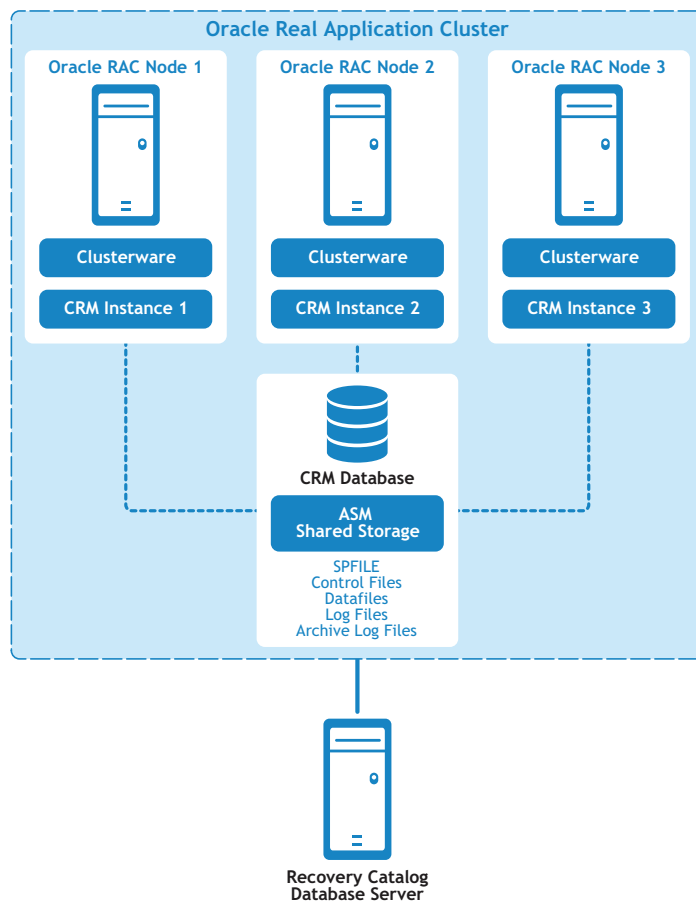 Oracle Real Application Cluster
Oracle RAC Node 1
Clusterware
CRM Instance 1
Oracle RAC Node 2
Clusterware
CRM Instance 2
Oracle RAC Node 3
Clusterware
CRM Instance 3
CRM Database
ASM
Shared Storage
SPFILE
Control Files
Datafiles
Log Files
Archive Log Files
Recovery Catalog
Database Server